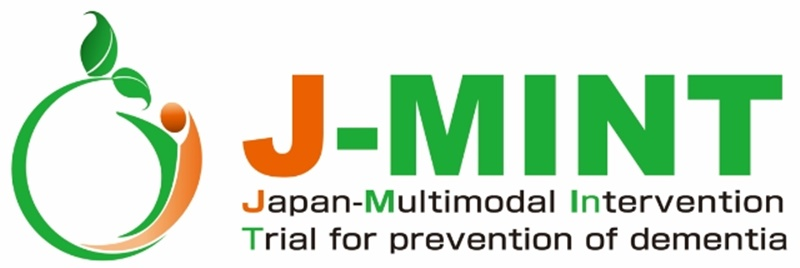 J-MINT
Japan-Multimodal Intervention
Trial for prevention of dementia